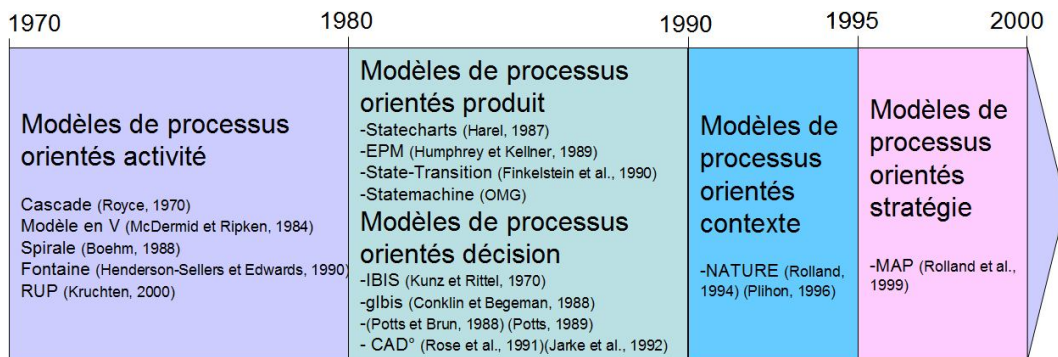 1970
1980
1990
1995
2000
Modèles de processus
orientés activité
Cascade (Royce, 1970)
Modèle en V (McDermid et Ripken, 1984)
Spirale (Boehm, 1988)
Fontaine (Henderson-Sellers et Edwards, 1990)
RUP (Kruchten, 2000)
Modèles de processus
orientés produit
-Statecharts (Harel, 1987)
-EPM (Humphrey et Kellner, 1989)
-State-Transition (Finkelstein et al., 1990)
-Statemachine (OMG)
Modèles de processus
orientés décision
-IBIS (Kunz et Rittel, 1970)
-gIbis (Conklin et Begeman, 1988)
-(Potts et Brun, 1988) (Potts, 1989)
- CAD° (Rose et al., 1991)(Jarke et al., 1992)
Modèles de
processus
orientés
contexte
-NATURE (Rolland,
1994) (Plihon, 1996)
Modèles de
processus
orientés
stratégie
-MAP (Rolland et al.,
1999)